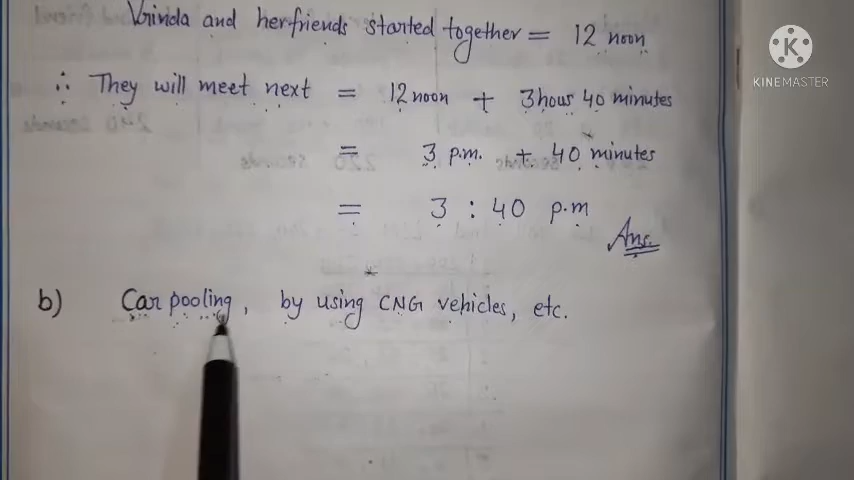 Vrinda and her friends started together = 12 noon
KINEMASTER
∴ They will meet next = 12 noon + 3 hour 40 minutes
= 3 p.m. + 40 minutes
= 3 : 40 p.m
Ans.
b) Car pooling, by using CNG vehicles, etc.